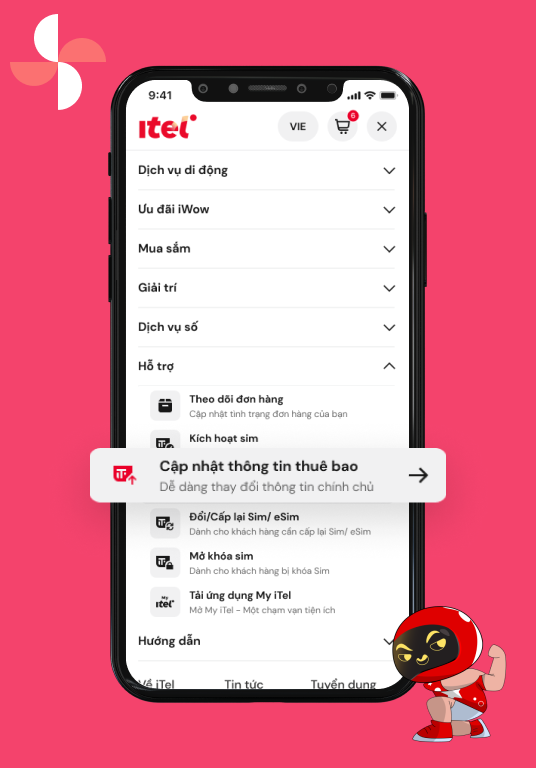 9:41
itel
VIE
6
Dịch vụ di động
Ưu đãi iWow
Mua sắm
Giải trí
Dịch vụ số
Hỗ trợ
Theo dõi đơn hàng
Cập nhật tình trạng đơn hàng của bạn
Kích hoạt sim
Cập nhật thông tin thuê bao
Dễ dàng thay đổi thông tin chính chủ
Đổi/Cấp lại Sim/ eSim
Dành cho khách hàng cần cấp lại Sim/ eSim
Mở khóa sim
Dành cho khách hàng bị khóa Sim
My
itel
Tải ứng dụng My iTel
Mở My iTel - Một chạm vạn tiện ích
Hướng dẫn
Về iTel
Tin tức
Tuyển dụng